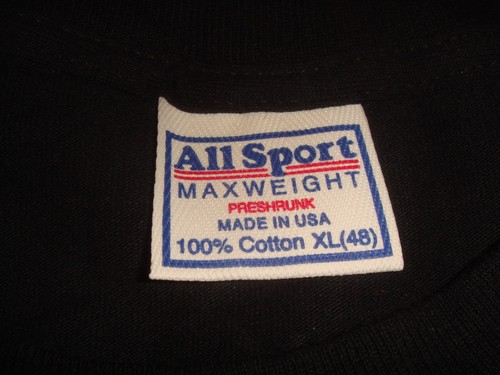 All Sport
MAXWEIGHT
PRESHRUNK
MADE IN USA
100% Cotton XL(48)